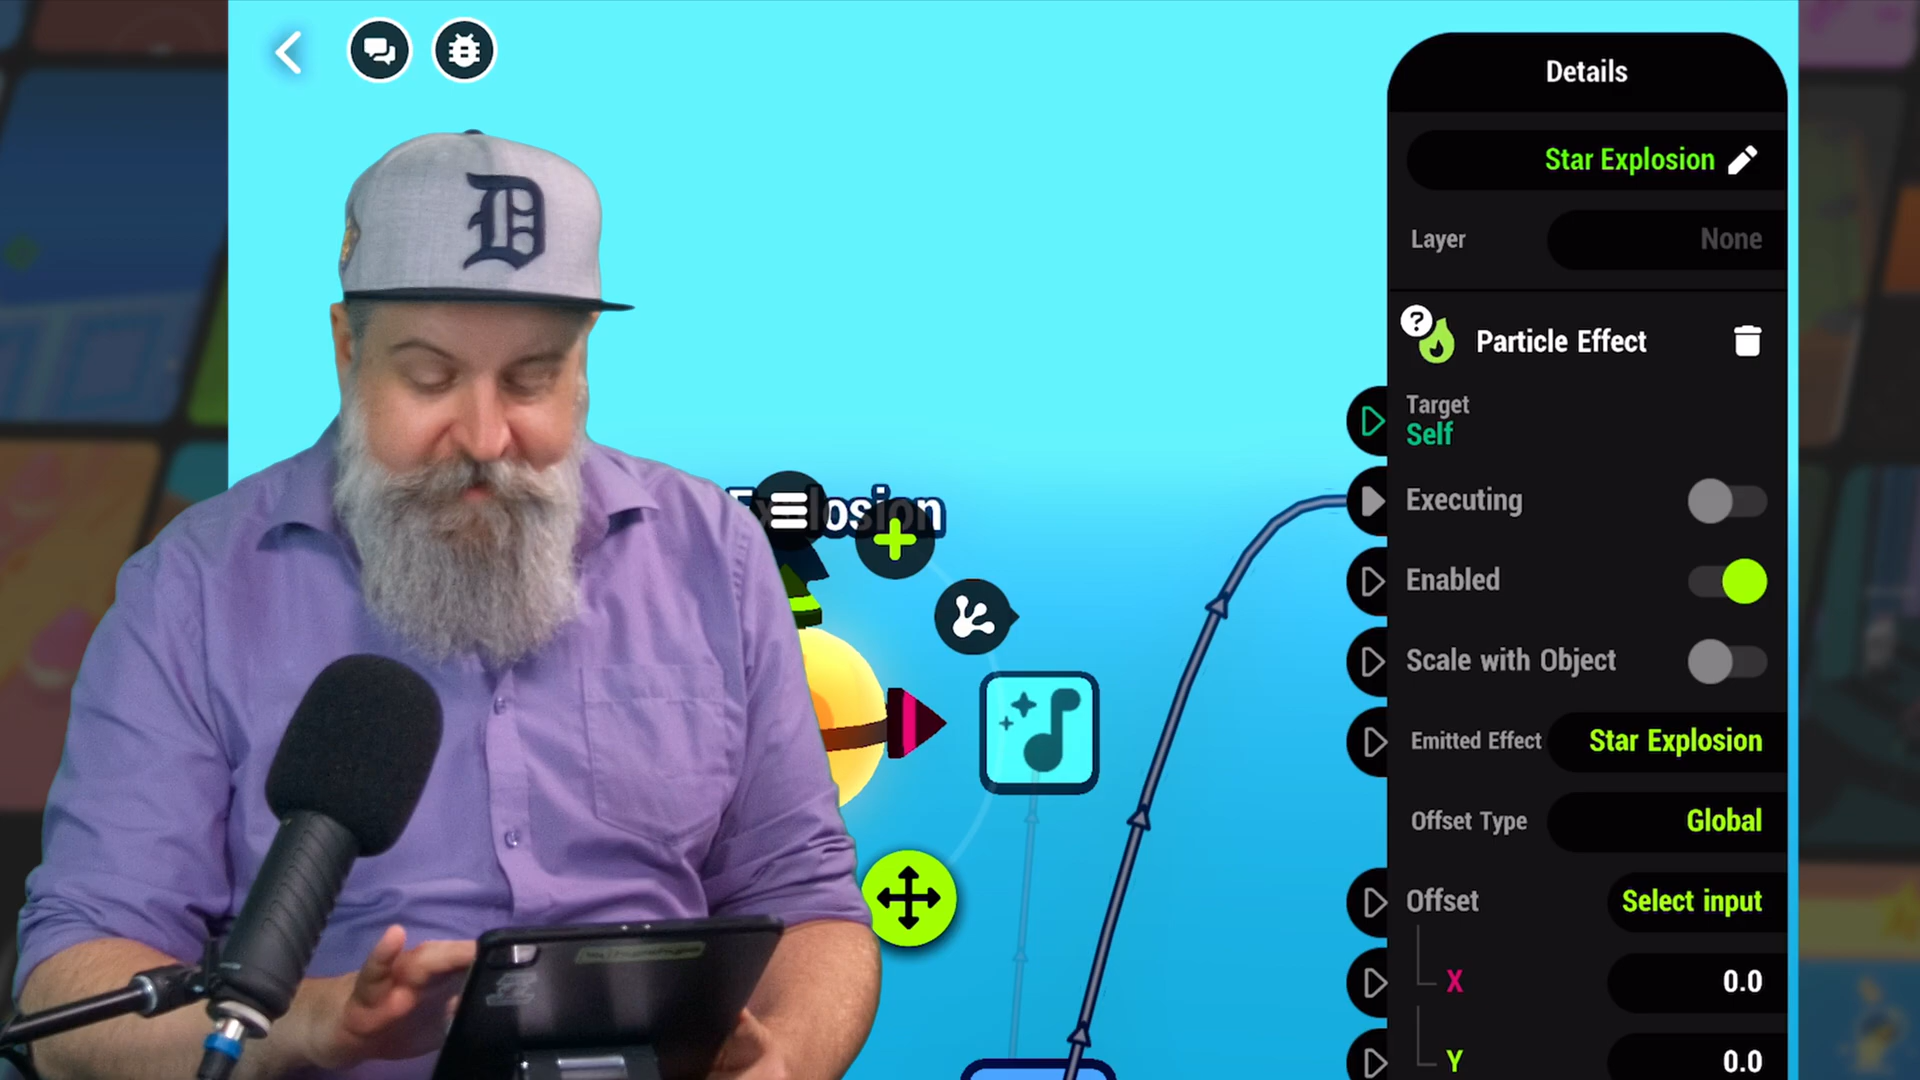 Details
Star Explosion
Layer None
? Particle Effect
Target
Self
Executing
Enabled
Scale with Object
Emitted Effect Star Explosion
Offset Type Global
Offset Select input
X 0.0
Y 0.0
D